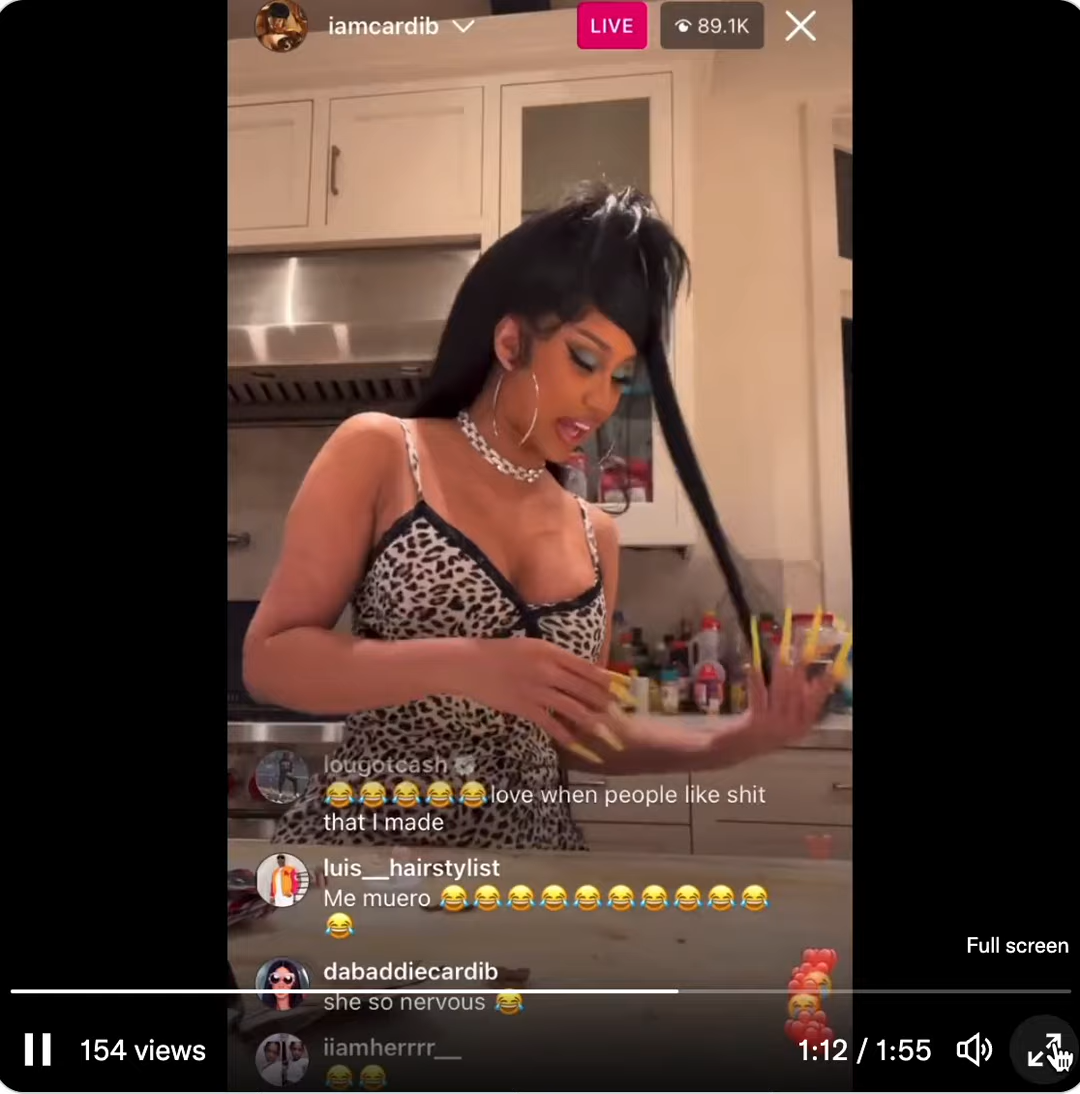 iamcardib
LIVE
89.1K
lougotcash
😂😂😂😂😂love when people like shit
that I made
luis__hairstylist
Me muero 😂😂😂😂😂😂😂😂😂😂
😂
dabaddiecardib
she so nervous 😂
iiamherrrr__
😂😂
Full screen
154 views
1:12 / 1:55